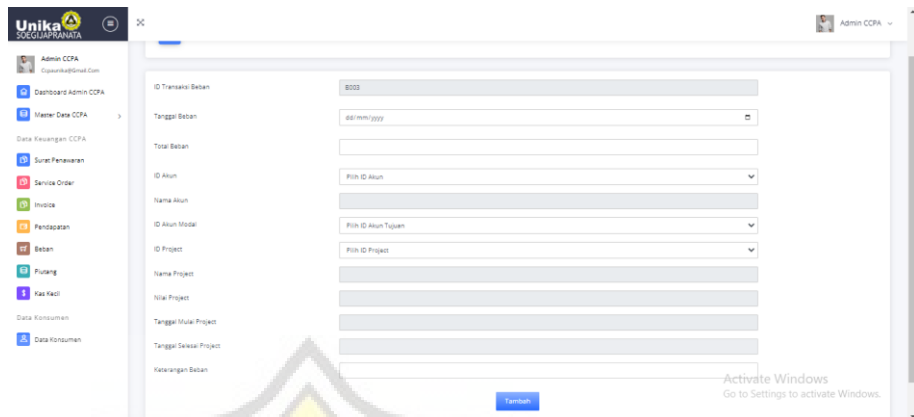 Unika
SOEGIJAPRANATA
Admin CCPA
Admin CCPA
Ccpaunika@Gmail.Com
Dashboard Admin CCPA
Master Data CCPA
Data Keuangan CCPA
Surat Penawaran
Service Order
Invoice
Pendapatan
Beban
Piutang
Kas Kecil
Data Konsumen
Data Konsumen
ID Transaksi Beban
B003
Tanggal Beban
dd/mm/yyyy
Total Beban
ID Akun
Pilih ID Akun
Nama Akun
ID Akun Modal
Pilih ID Akun Tujuan
ID Project
Pilih ID Project
Nama Project
Nilai Project
Tanggal Mulai Project
Tanggal Selesai Project
Keterangan Beban
Tambah
Activate Windows
Go to Settings to activate Windows.